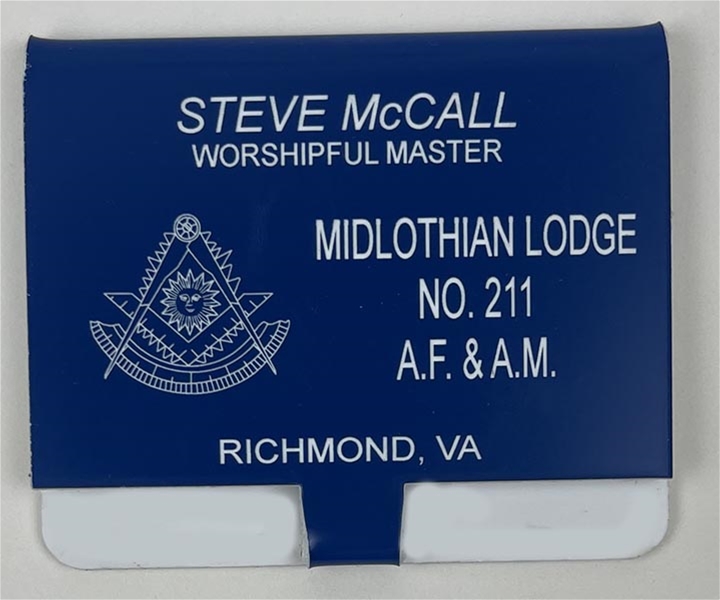 STEVE McCALL
WORSHIPFUL MASTER
MIDLOTHIAN LODGE
NO. 211
A.F. & A.M.
RICHMOND, VA